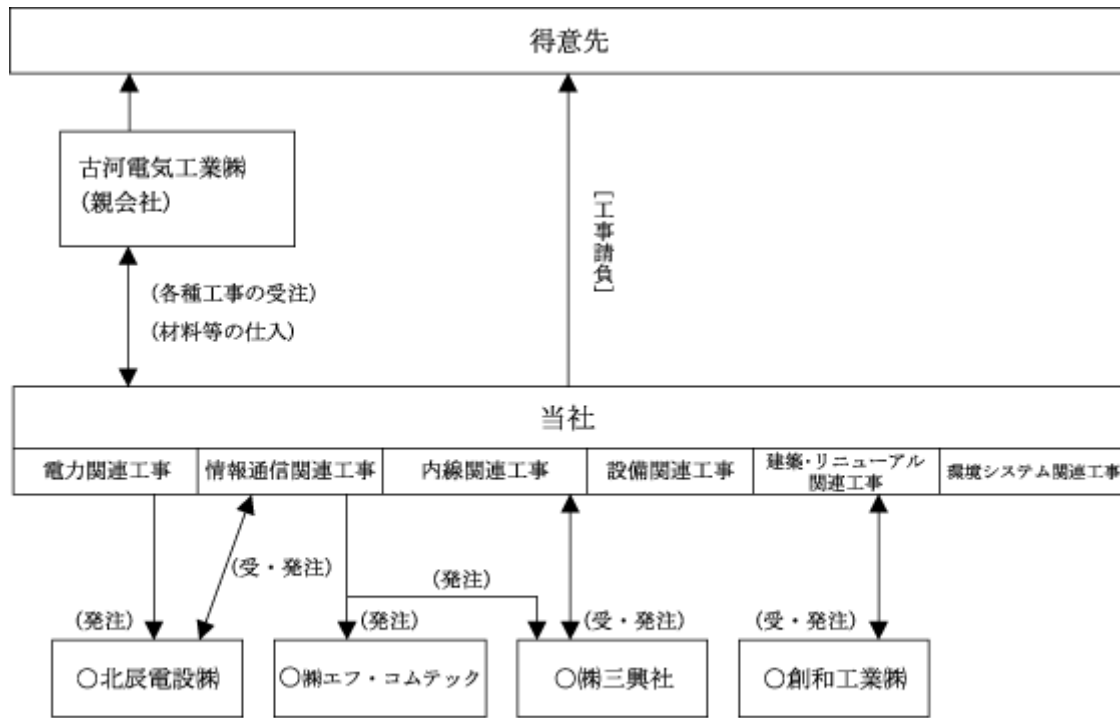 得意先
古河電気工業㈱
(親会社)
[工事請負]
(各種工事の受注)
(材料等の仕入)
当社
電力関連工事
情報通信関連工事
内線関連工事
設備関連工事
建築・リニューアル
関連工事
環境システム関連工事
(受・発注)
(発注)
(発注)
(発注)
(受・発注)
(受・発注)
○北辰電設㈱
○㈱エフ・コムテック
○㈱三興社
○創和工業㈱